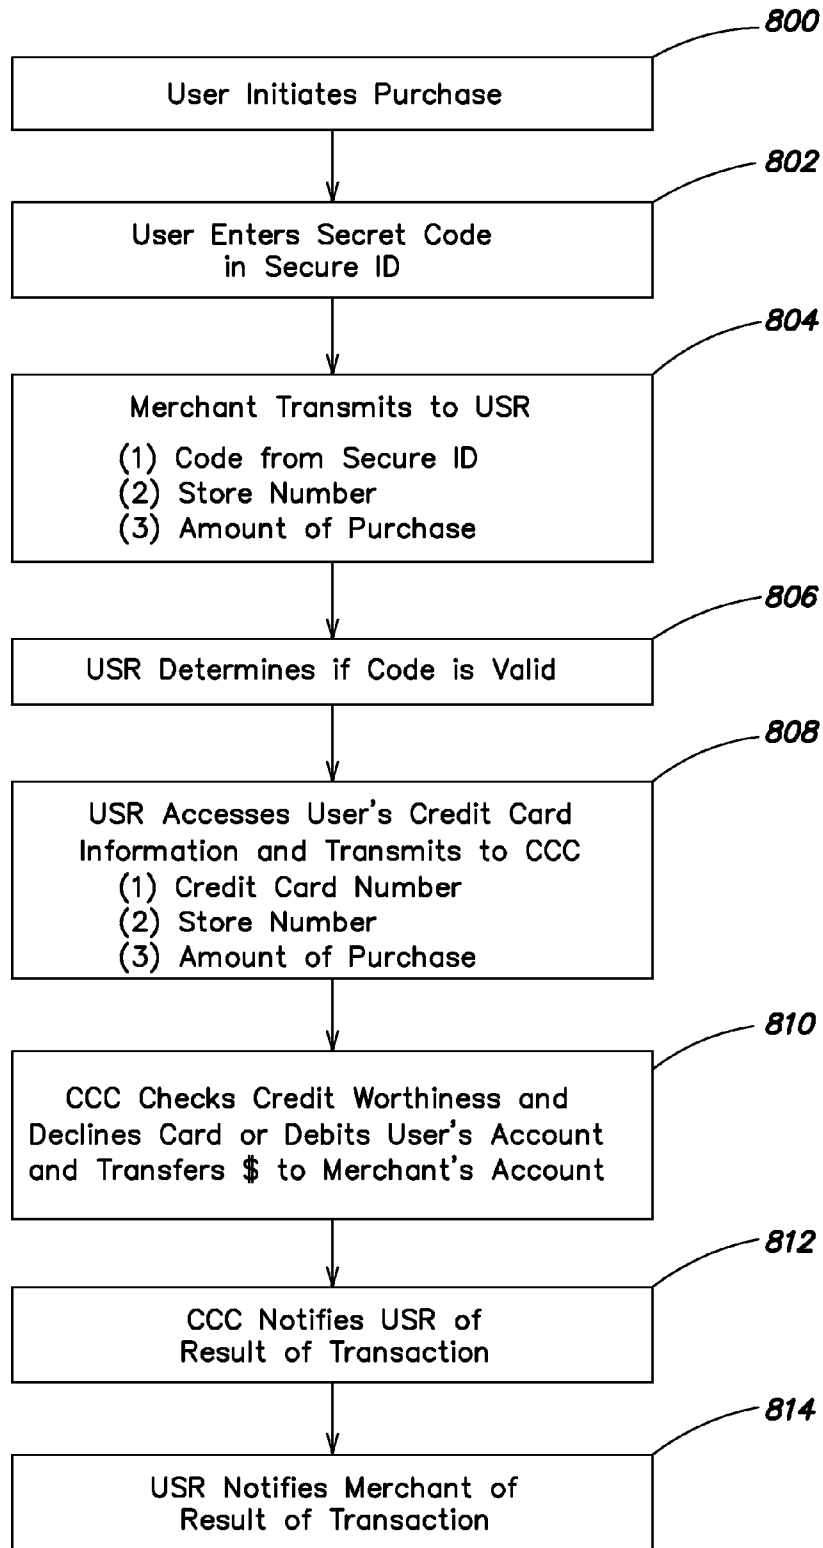 800
User Initiates Purchase
802
User Enters Secret Code
in Secure ID
804
Merchant Transmits to USR
(1) Code from Secure ID
(2) Store Number
(3) Amount of Purchase
806
USR Determines if Code is Valid
808
USR Accesses User's Credit Card
Information and Transmits to CCC
(1) Credit Card Number
(2) Store Number
(3) Amount of Purchase
810
CCC Checks Credit Worthiness and
Declines Card or Debits User's Account
and Transfers $ to Merchant's Account
812
CCC Notifies USR of
Result of Transaction
814
USR Notifies Merchant of
Result of Transaction